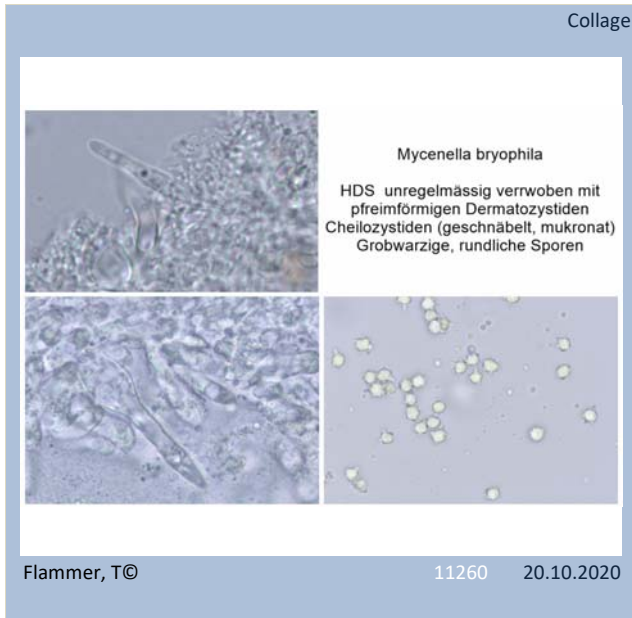 Collage
Mycenella bryophila
HDS unregelmässig verrwoben mit
pfreimförmigen Dermatozystiden
Cheilozystiden (geschnäbelt, mukronat)
Grobwarzige, rundliche Sporen
Flammer, T© 11260 20.10.2020